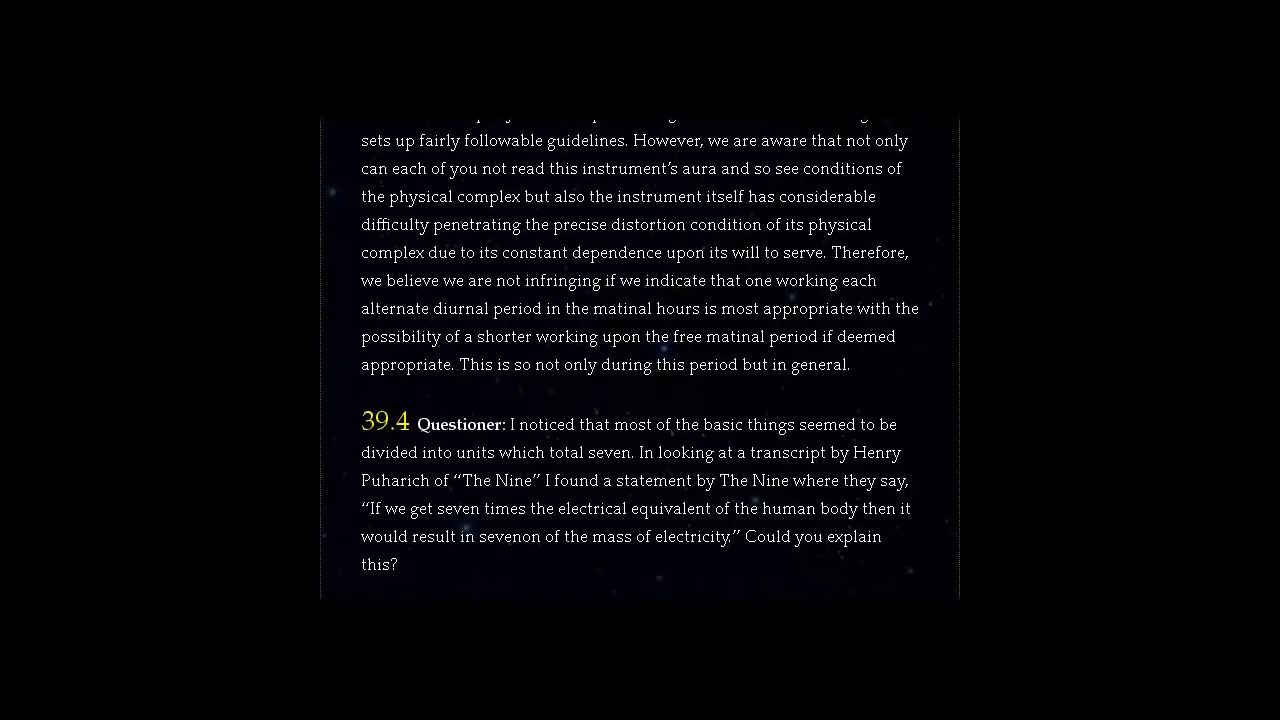 sets up fairly followable guidelines. However, we are aware that not only
can each of you not read this instrument's aura and so see conditions of
the physical complex but also the instrument itself has considerable
difficulty penetrating the precise distortion condition of its physical
complex due to its constant dependence upon its will to serve. Therefore,
we believe we are not infringing if we indicate that one working each
alternate diurnal period in the matinal hours is most appropriate with the
possibility of a shorter working upon the free matinal period if deemed
appropriate. This is so not only during this period but in general.
39.4 Questioner: I noticed that most of the basic things seemed to be
divided into units which total seven. In looking at a transcript by Henry
Puharich of “The Nine” I found a statement by The Nine where they say,
“If we get seven times the electrical equivalent of the human body then it
would result in sevenon of the mass of electricity.” Could you explain
this?